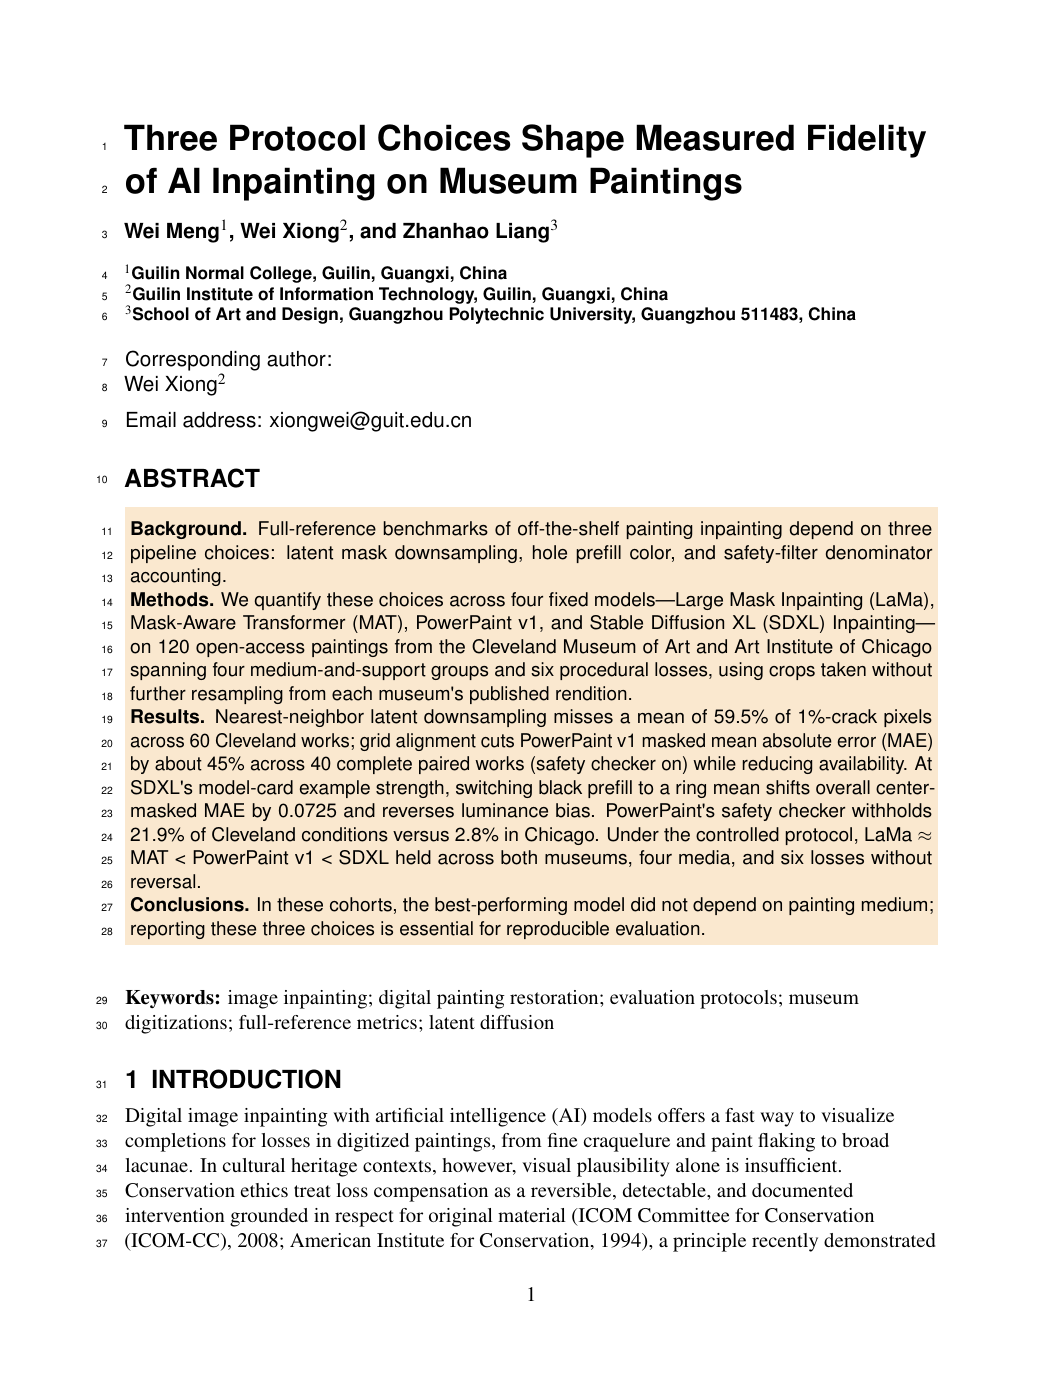 1 Three Protocol Choices Shape Measured Fidelity
2 of AI Inpainting on Museum Paintings
3 Wei Meng1, Wei Xiong2, and Zhanhao Liang3
4 1Guilin Normal College, Guilin, Guangxi, China
5 2Guilin Institute of Information Technology, Guilin, Guangxi, China
6 3School of Art and Design, Guangzhou Polytechnic University, Guangzhou 511483, China
7 Corresponding author:
8 Wei Xiong2
9 Email address: xiongwei@guit.edu.cn
10 ABSTRACT
11 Background. Full-reference benchmarks of off-the-shelf painting inpainting depend on three
12 pipeline choices: latent mask downsampling, hole prefill color, and safety-filter denominator
13 accounting.
14 Methods. We quantify these choices across four fixed models—Large Mask Inpainting (LaMa),
15 Mask-Aware Transformer (MAT), PowerPaint v1, and Stable Diffusion XL (SDXL) Inpainting—
16 on 120 open-access paintings from the Cleveland Museum of Art and Art Institute of Chicago
17 spanning four medium-and-support groups and six procedural losses, using crops taken without
18 further resampling from each museum's published rendition.
19 Results. Nearest-neighbor latent downsampling misses a mean of 59.5% of 1%-crack pixels
20 across 60 Cleveland works; grid alignment cuts PowerPaint v1 masked mean absolute error (MAE)
21 by about 45% across 40 complete paired works (safety checker on) while reducing availability. At
22 SDXL's model-card example strength, switching black prefill to a ring mean shifts overall center-
23 masked MAE by 0.0725 and reverses luminance bias. PowerPaint's safety checker withholds
24 21.9% of Cleveland conditions versus 2.8% in Chicago. Under the controlled protocol, LaMa ≈
25 MAT < PowerPaint v1 < SDXL held across both museums, four media, and six losses without
26 reversal.
27 Conclusions. In these cohorts, the best-performing model did not depend on painting medium;
28 reporting these three choices is essential for reproducible evaluation.
29 Keywords: image inpainting; digital painting restoration; evaluation protocols; museum
30 digitizations; full-reference metrics; latent diffusion
31 1 INTRODUCTION
32 Digital image inpainting with artificial intelligence (AI) models offers a fast way to visualize
33 completions for losses in digitized paintings, from fine craquelure and paint flaking to broad
34 lacunae. In cultural heritage contexts, however, visual plausibility alone is insufficient.
35 Conservation ethics treat loss compensation as a reversible, detectable, and documented
36 intervention grounded in respect for original material (ICOM Committee for Conservation
37 (ICOM-CC), 2008; American Institute for Conservation, 1994), a principle recently demonstrated
1